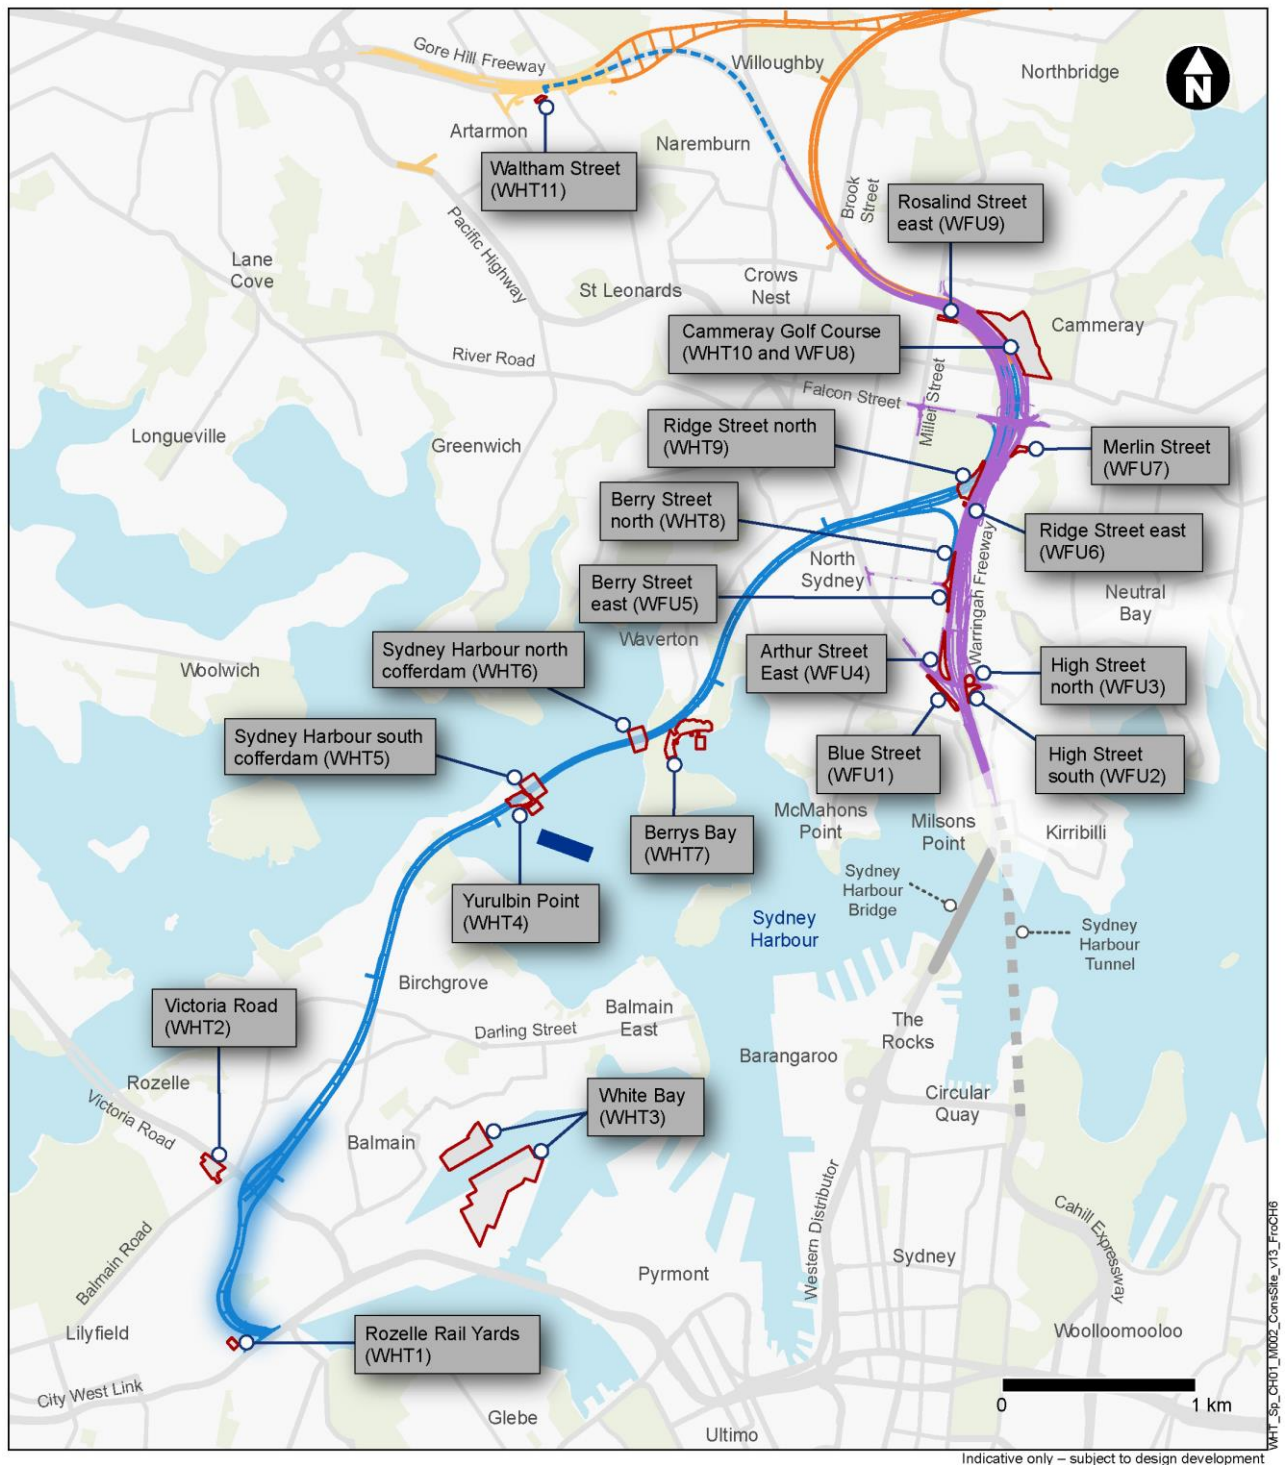 Gore Hill Freeway
Willoughby
Northbridge
N
Artarmon
Naremburn
Waltham Street
(WHT11)
Brook
Street
Rosalind Street
east (WFU9)
Pacific Highway
Lane
Cove
St Leonards
Crows
Nest
Cammeray Golf Course
(WHT10 and WFU8)
Cammeray
River Road
Falcon Street
Miller Street
Longueville
Greenwich
Ridge Street north
(WHT9)
Merlin Street
(WFU7)
Berry Street
north (WHT8)
Ridge Street east
(WFU6)
North
Sydney
Warringah Freeway
Berry Street
east (WFU5)
Neutral
Bay
Waverton
Sydney Harbour north
cofferdam (WHT6)
Arthur Street
East (WFU4)
High Street
north (WFU3)
Woolwich
Sydney Harbour south
cofferdam (WHT5)
Blue Street
(WFU1)
High Street
south (WFU2)
McMahons
Point
Milsons
Point
Kirribilli
Berrys Bay
(WHT7)
Yurulbin Point
(WHT4)
Sydney
Harbour
Bridge
Sydney
Harbour
Sydney
Harbour
Tunnel
Birchgrove
Victoria Road
(WHT2)
Balmain
East
Darling Street
The
Rocks
Barangaroo
Rozelle
Victoria Road
White Bay
(WHT3)
Circular
Quay
Balmain
Western Distributor
Cahill Expressway
Balmain Road
Sydney
Pyrmont
Lilyfield
Rozelle Rail Yards
(WHT1)
Woolloomooloo
City West Link
Glebe
Ultimo
0
1 km
WHT_Sp_CH01_M002_ConsSite_v13_FroCH6
Indicative only – subject to design development